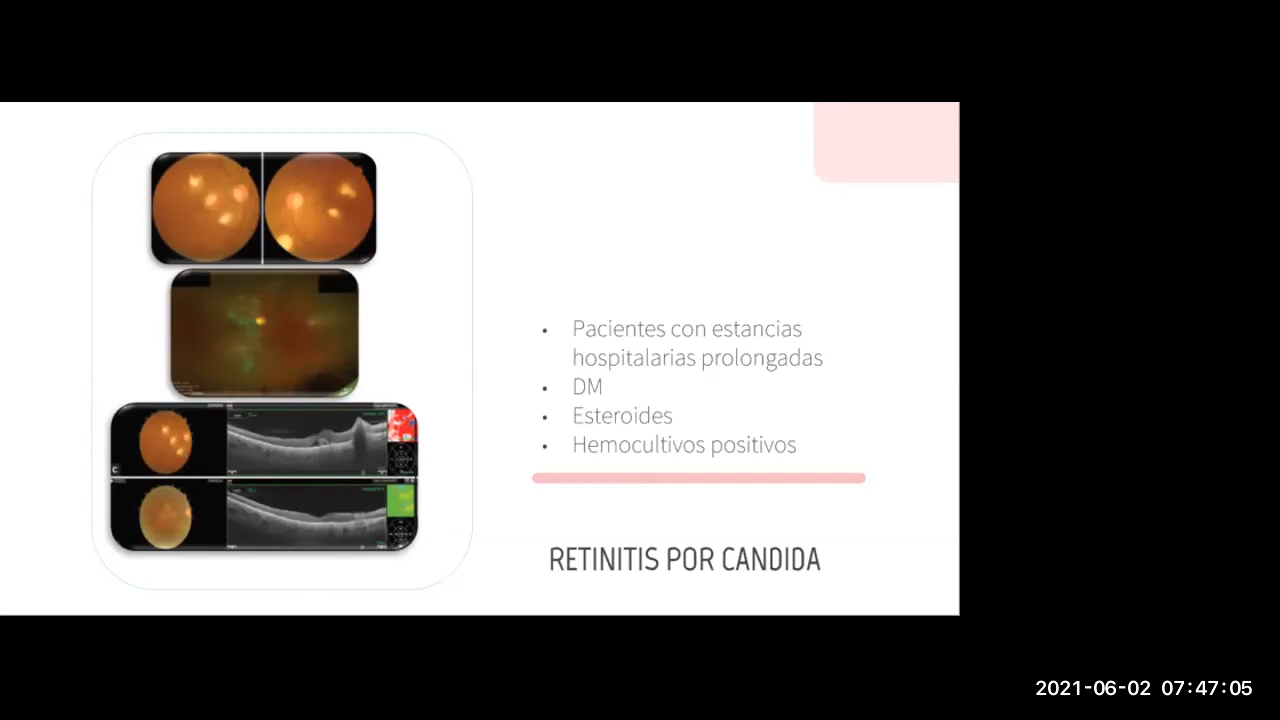 • Pacientes con estancias
hospitalarias prolongadas
• DM
• Esteroides
• Hemocultivos positivos
RETINITIS POR CANDIDA
C
2021-06-02 07:47:05